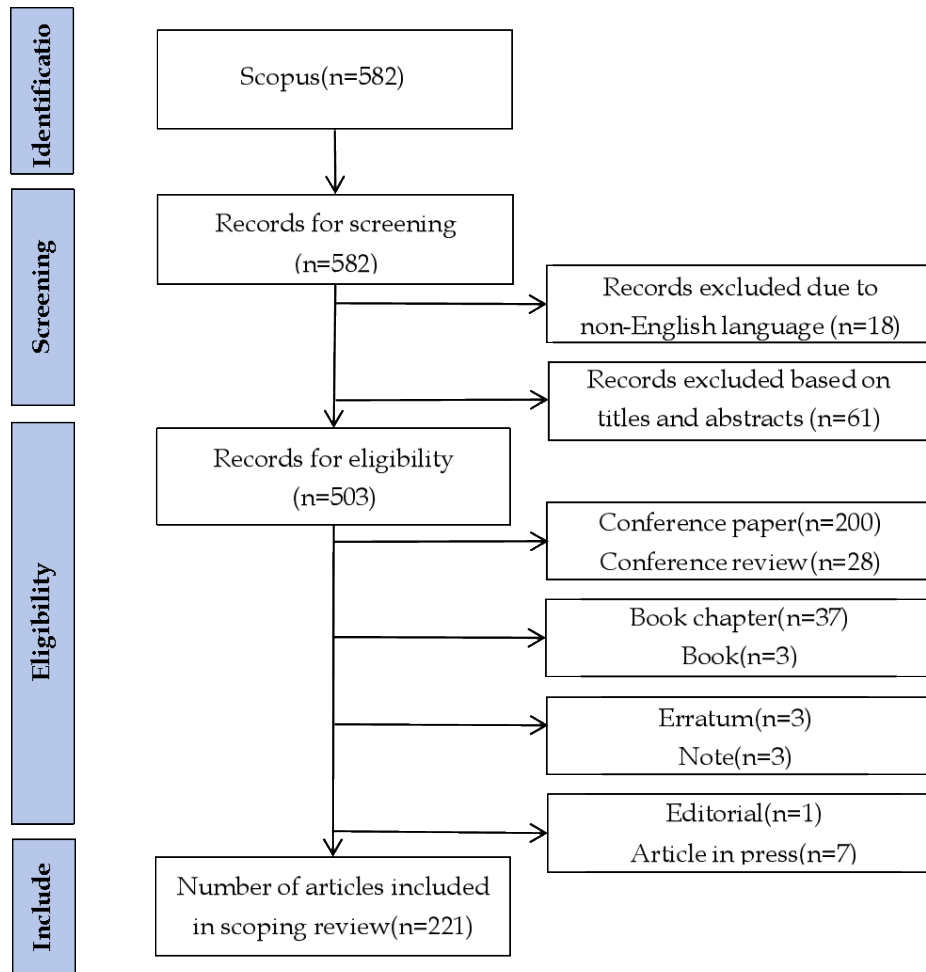 Identificatio
Scopus(n=582)
Screening
Records for screening
(n=582)
Records excluded due to
non-English language (n=18)
Records excluded based on
titles and abstracts (n=61)
Eligibility
Records for eligibility
(n=503)
Conference paper(n=200)
Conference review(n=28)
Book chapter(n=37)
Book(n=3)
Erratum(n=3)
Note(n=3)
Editorial(n=1)
Article in press(n=7)
Include
Number of articles included
in scoping review(n=221)